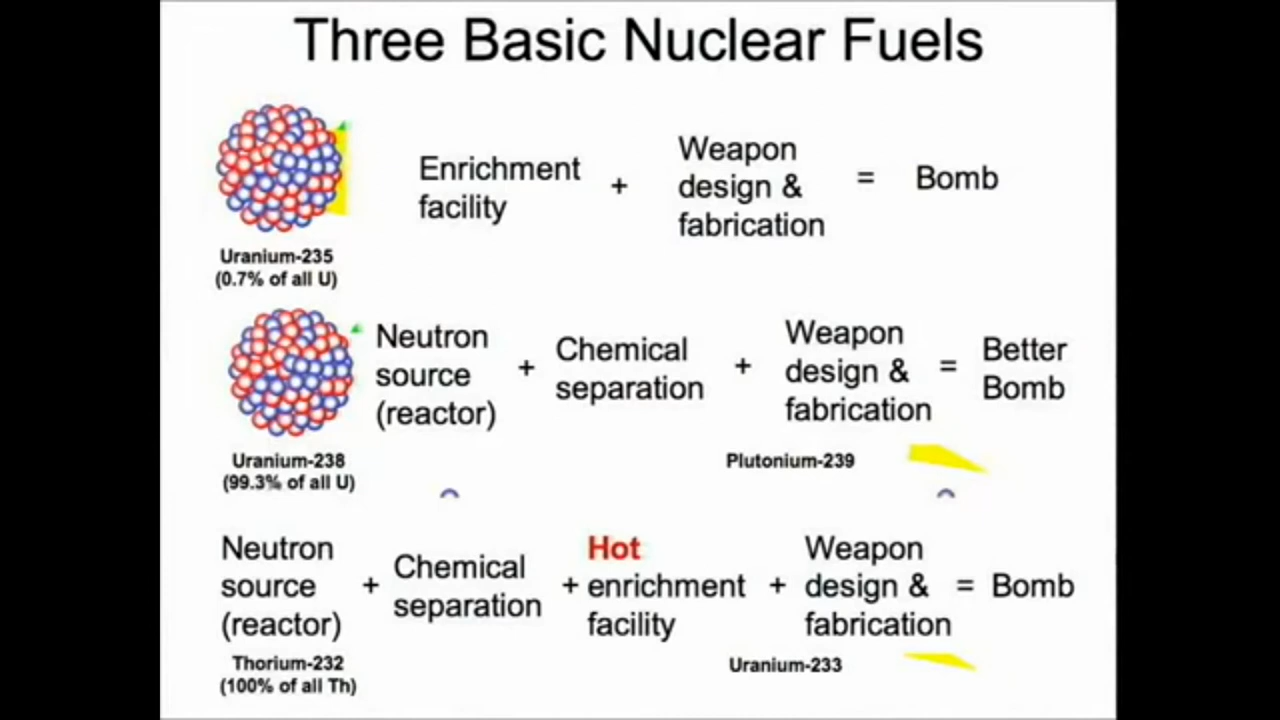 Three Basic Nuclear Fuels
Enrichment
facility
+
Weapon
design &
fabrication
=
Bomb
Uranium-235
(0.7% of all U)
Neutron
source
(reactor)
+
Chemical
separation
+
Weapon
design &
fabrication
=
Better
Bomb
Uranium-238
(99.3% of all U)
Plutonium-239
Neutron
source
(reactor)
+
Chemical
separation
+
Hot
enrichment
facility
+
Weapon
design &
fabrication
=
Bomb
Thorium-232
(100% of all Th)
Uranium-233